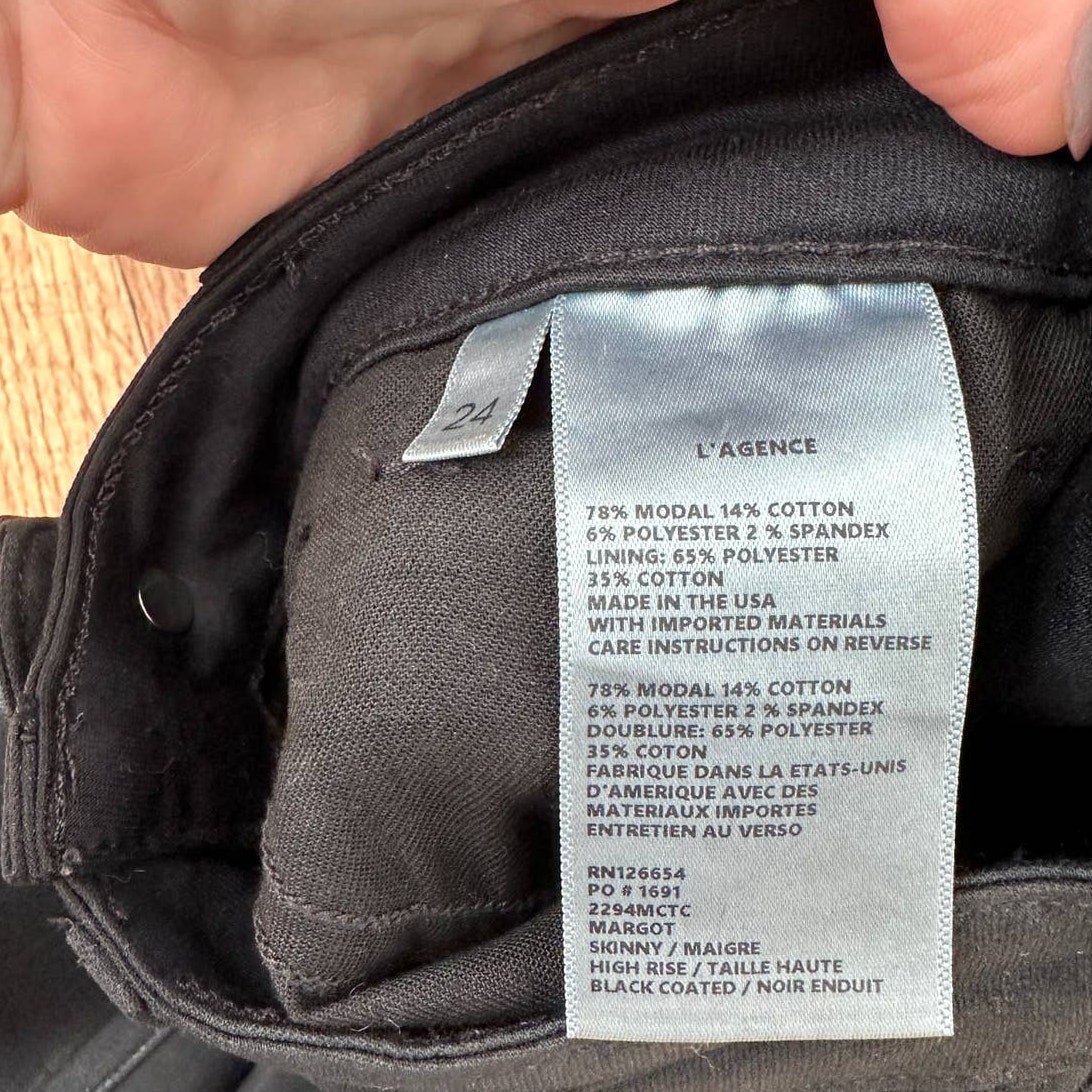 24
L'AGENCE
78% MODAL 14% COTTON
6% POLYESTER 2 % SPANDEX
LINING: 65% POLYESTER
35% COTTON
MADE IN THE USA
WITH IMPORTED MATERIALS
CARE INSTRUCTIONS ON REVERSE
78% MODAL 14% COTTON
6% POLYESTER 2 % SPANDEX
DOUBLURE: 65% POLYESTER
35% COTON
FABRIQUE DANS LA ETATS-UNIS
D'AMERIQUE AVEC DES
MATERIAUX IMPORTES
ENTRETIEN AU VERSO
RN126654
PO # 1691
2294MCTC
MARGOT
SKINNY / MAIGRE
HIGH RISE / TAILLE HAUTE
BLACK COATED / NOIR ENDUIT